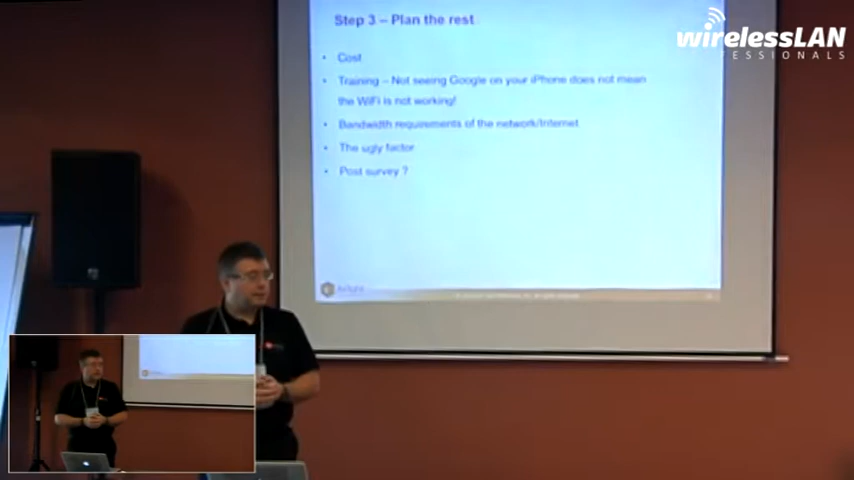 Step 3 – Plan the rest
wirelessLAN
• Cost
• Training – Not seeing Google on your iPhone does not mean
the WiFi is not working!
• Bandwidth requirements of the network/Internet
• The ugly factor
• Post survey ?